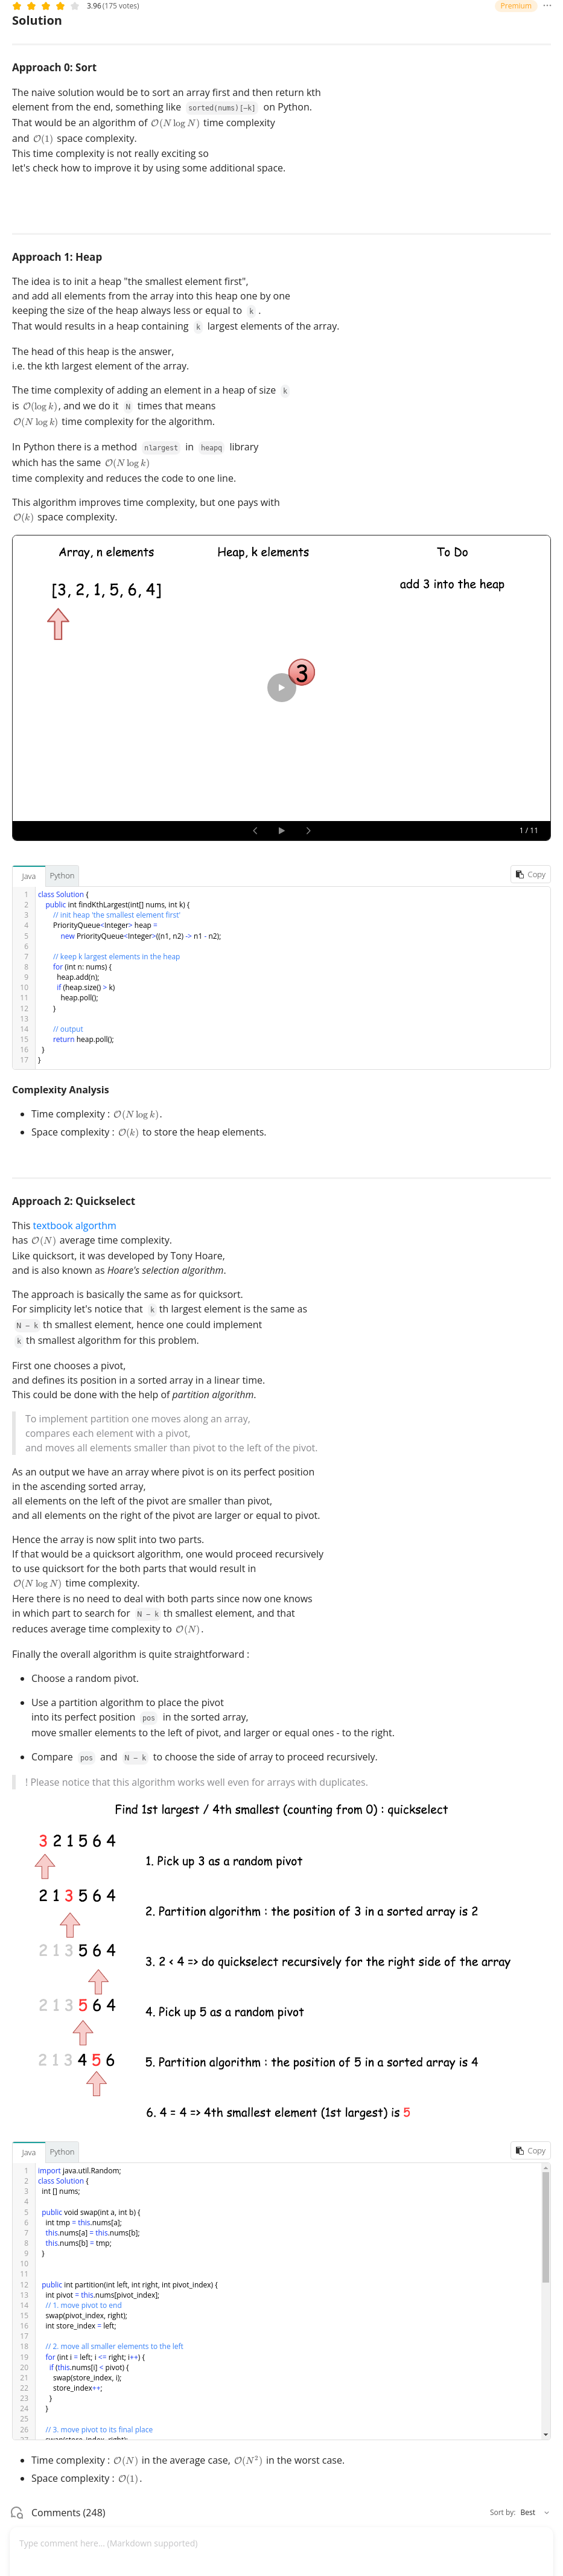 3.96 (175 votes)
Premium
Solution
Approach 0: Sort
The naive solution would be to sort an array first and then return kth
element from the end, something like sorted(nums)[-k] on Python.
That would be an algorithm of O(N log N) time complexity
and O(1) space complexity.
This time complexity is not really exciting so
let's check how to improve it by using some additional space.
Approach 1: Heap
The idea is to init a heap "the smallest element first",
and add all elements from the array into this heap one by one
keeping the size of the heap always less or equal to k .
That would results in a heap containing k largest elements of the array.
The head of this heap is the answer,
i.e. the kth largest element of the array.
The time complexity of adding an element in a heap of size k
is O(log k), and we do it N times that means
O(N log k) time complexity for the algorithm.
In Python there is a method nlargest in heapq library
which has the same O(N log k)
time complexity and reduces the code to one line.
This algorithm improves time complexity, but one pays with
O(k) space complexity.
Array, n elements
Heap, k elements
To Do
[3, 2, 1, 5, 6, 4]
add 3 into the heap
3
1 / 11
Java
Python
Copy
1 class Solution {
2 public int findKthLargest(int[] nums, int k) {
3 // init heap 'the smallest element first'
4 PriorityQueue<Integer> heap =
5 new PriorityQueue<Integer>((n1, n2) -> n1 - n2);
6
7 // keep k largest elements in the heap
8 for (int n: nums) {
9 heap.add(n);
10 if (heap.size() > k)
11 heap.poll();
12 }
13
14 // output
15 return heap.poll();
16 }
17 }
Complexity Analysis
• Time complexity : O(N log k).
• Space complexity : O(k) to store the heap elements.
Approach 2: Quickselect
This textbook algorthm
has O(N) average time complexity.
Like quicksort, it was developed by Tony Hoare,
and is also known as Hoare's selection algorithm.
The approach is basically the same as for quicksort.
For simplicity let's notice that k th largest element is the same as
N - k th smallest element, hence one could implement
k th smallest algorithm for this problem.
First one chooses a pivot,
and defines its position in a sorted array in a linear time.
This could be done with the help of partition algorithm.
To implement partition one moves along an array,
compares each element with a pivot,
and moves all elements smaller than pivot to the left of the pivot.
As an output we have an array where pivot is on its perfect position
in the ascending sorted array,
all elements on the left of the pivot are smaller than pivot,
and all elements on the right of the pivot are larger or equal to pivot.
Hence the array is now split into two parts.
If that would be a quicksort algorithm, one would proceed recursively
to use quicksort for the both parts that would result in
O(N log N) time complexity.
Here there is no need to deal with both parts since now one knows
in which part to search for N - k th smallest element, and that
reduces average time complexity to O(N).
Finally the overall algorithm is quite straightforward :
• Choose a random pivot.
• Use a partition algorithm to place the pivot
into its perfect position pos in the sorted array,
move smaller elements to the left of pivot, and larger or equal ones - to the right.
• Compare pos and N - k to choose the side of array to proceed recursively.
! Please notice that this algorithm works well even for arrays with duplicates.
Find 1st largest / 4th smallest (counting from 0) : quickselect
3 2 1 5 6 4
1. Pick up 3 as a random pivot
2 1 3 5 6 4
2. Partition algorithm : the position of 3 in a sorted array is 2
2 1 3 5 6 4
3. 2 < 4 => do quickselect recursively for the right side of the array
2 1 3 5 6 4
4. Pick up 5 as a random pivot
2 1 3 4 5 6
5. Partition algorithm : the position of 5 in a sorted array is 4
6. 4 = 4 => 4th smallest element (1st largest) is 5
Java
Python
Copy
1 import java.util.Random;
2 class Solution {
3 int [] nums;
4
5 public void swap(int a, int b) {
6 int tmp = this.nums[a];
7 this.nums[a] = this.nums[b];
8 this.nums[b] = tmp;
9 }
10
11
12 public int partition(int left, int right, int pivot_index) {
13 int pivot = this.nums[pivot_index];
14 // 1. move pivot to end
15 swap(pivot_index, right);
16 int store_index = left;
17
18 // 2. move all smaller elements to the left
19 for (int i = left; i <= right; i++) {
20 if (this.nums[i] < pivot) {
21 swap(store_index, i);
22 store_index++;
23 }
24 }
25
26 // 3. move pivot to its final place
27 swap(store_index, right);
• Time complexity : O(N) in the average case, O(N²) in the worst case.
• Space complexity : O(1).
Comments (248)
Sort by: Best
Type comment here... (Markdown supported)